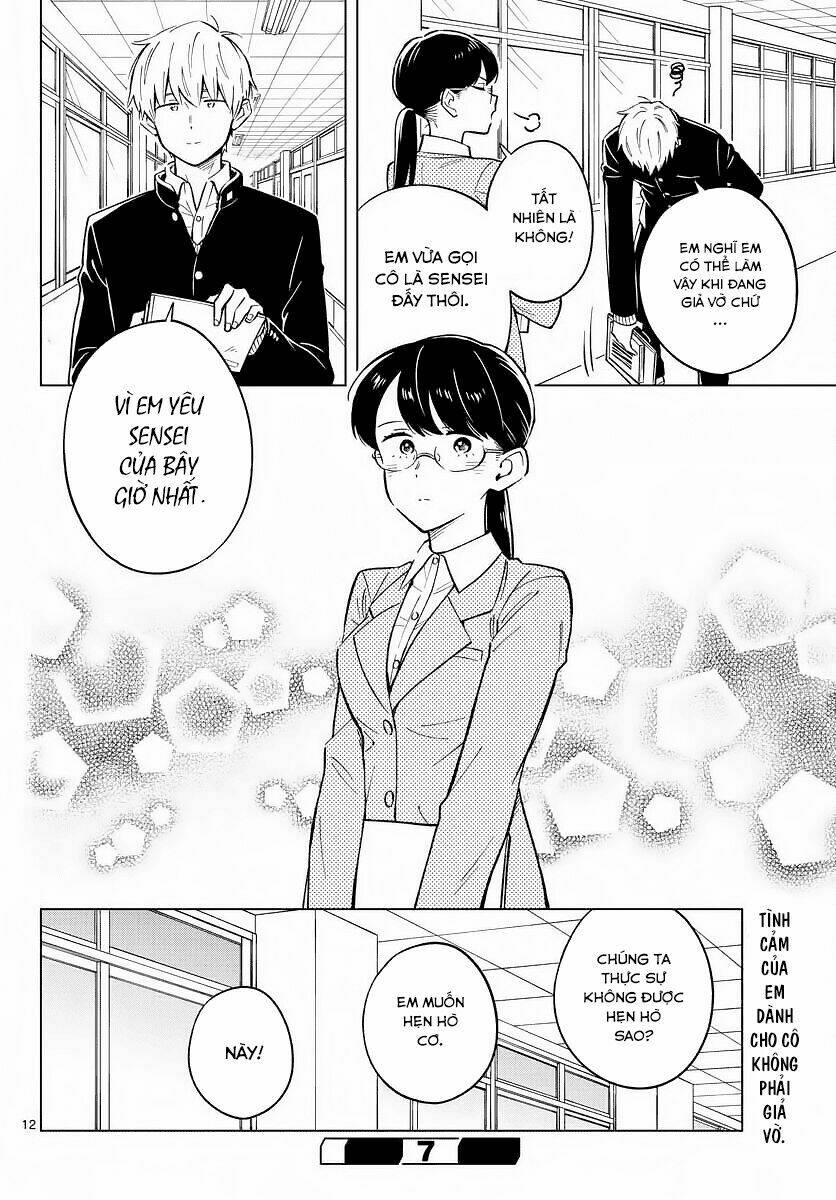 EM NGHĨ EM
CÓ THỂ LÀM
VẬY KHI ĐANG
GIẢ VỜ CHỨ
...
TẤT
NHIÊN LÀ
KHÔNG!
EM VỪA GỌI
CÔ LÀ SENSEI
ĐẤY THÔI.
VÌ EM YÊU
SENSEI
CỦA BÂY
GIỜ NHẤT.
CHÚNG TA
THỰC SỰ
KHÔNG ĐƯỢC
HẸN HÒ
SAO?
EM MUỐN
HẸN HÒ
CƠ.
NÀY!
TÌNH
CẢM
CỦA
EM
DÀNH
CHO CÔ
KHÔNG
PHẢI
GIẢ
VỜ.
12
7